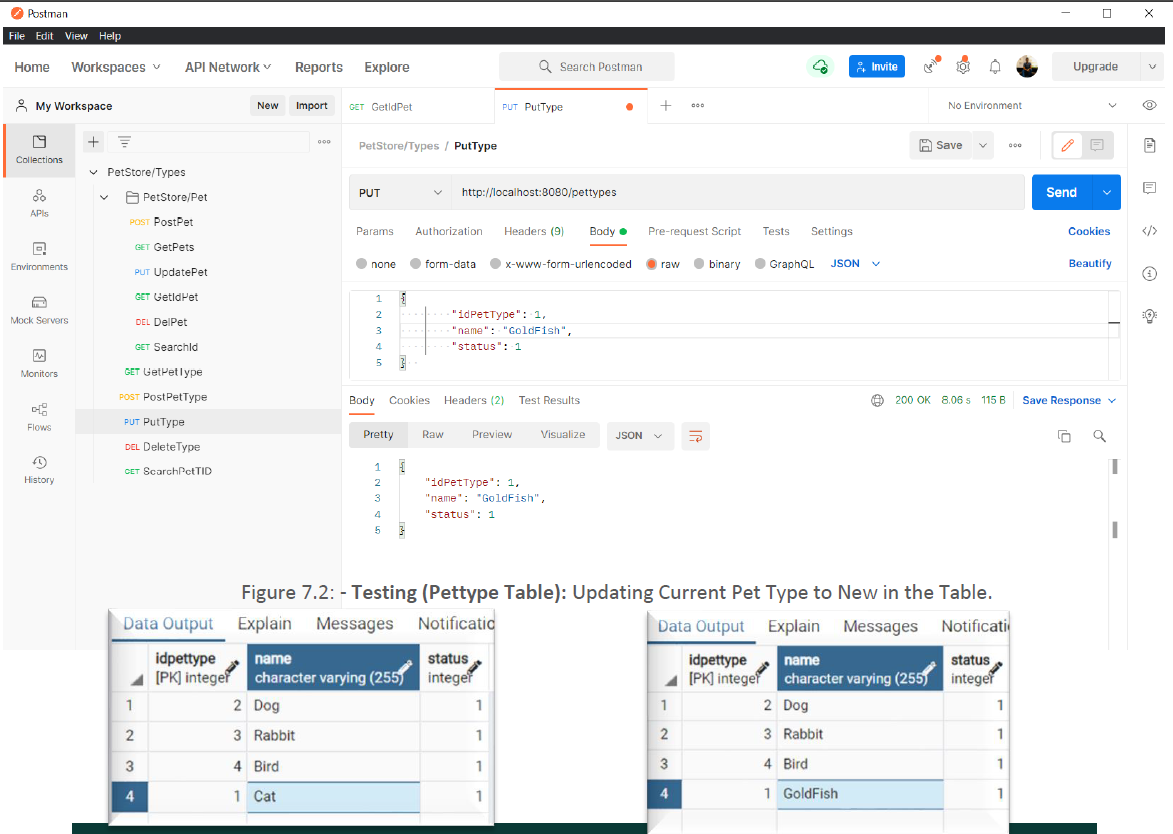 Postman
File Edit View Help
Home Workspaces API Network Reports Explore Search Postman Invite Upgrade
My Workspace New Import GET GetIdPet PUT PutType No Environment
Collections
APIs
Environments
Mock Servers
Monitors
Flows
History
PetStore/Types
PetStore/Pet
POST PostPet
GET GetPets
PUT UpdatePet
GET GetIdPet
DEL DelPet
GET SearchId
GET GetPetType
POST PostPetType
PUT PutType
DEL DeleteType
GET SearchPetTID
PetStore/Types / PutType Save
PUT http://localhost:8080/pettypes Send
Params Authorization Headers (9) Body Pre-request Script Tests Settings Cookies
none form-data x-www-form-urlencoded raw binary GraphQL JSON Beautify
1 {
2 "idPetType": 1,
3 "name": "GoldFish",
4 "status": 1
5 }
Body Cookies Headers (2) Test Results 200 OK 8.06 s 115 B Save Response
Pretty Raw Preview Visualize JSON
1 {
2 "idPetType": 1,
3 "name": "GoldFish",
4 "status": 1
5 }
Figure 7.2: - Testing (Pettype Table): Updating Current Pet Type to New in the Table.
Data Output Explain Messages Notificatio
idpettype name status
[PK] integer character varying (255) integer
1 2 Dog 1
2 3 Rabbit 1
3 4 Bird 1
4 1 Cat 1
Data Output Explain Messages Notificati
idpettype name status
[PK] integer character varying (255) integer
1 2 Dog 1
2 3 Rabbit 1
3 4 Bird 1
4 1 GoldFish 1